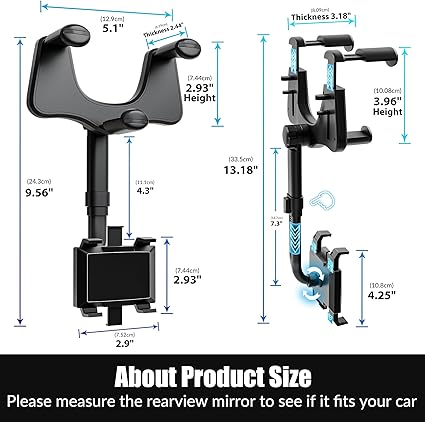 (12.9cm)
5.1"
(6.19cm)
Thickness 2.44"
(7.44cm)
2.93"
Height
(24.3cm)
9.56"
(11.1cm)
4.3"
(7.44cm)
2.93"
(7.52cm)
2.9"
(8.09cm)
Thickness 3.18"
(10.08cm)
3.96"
Height
(33.5cm)
13.18"
7.3"
(10.8cm)
4.25"
About Product Size
Please measure the rearview mirror to see if it fits your car